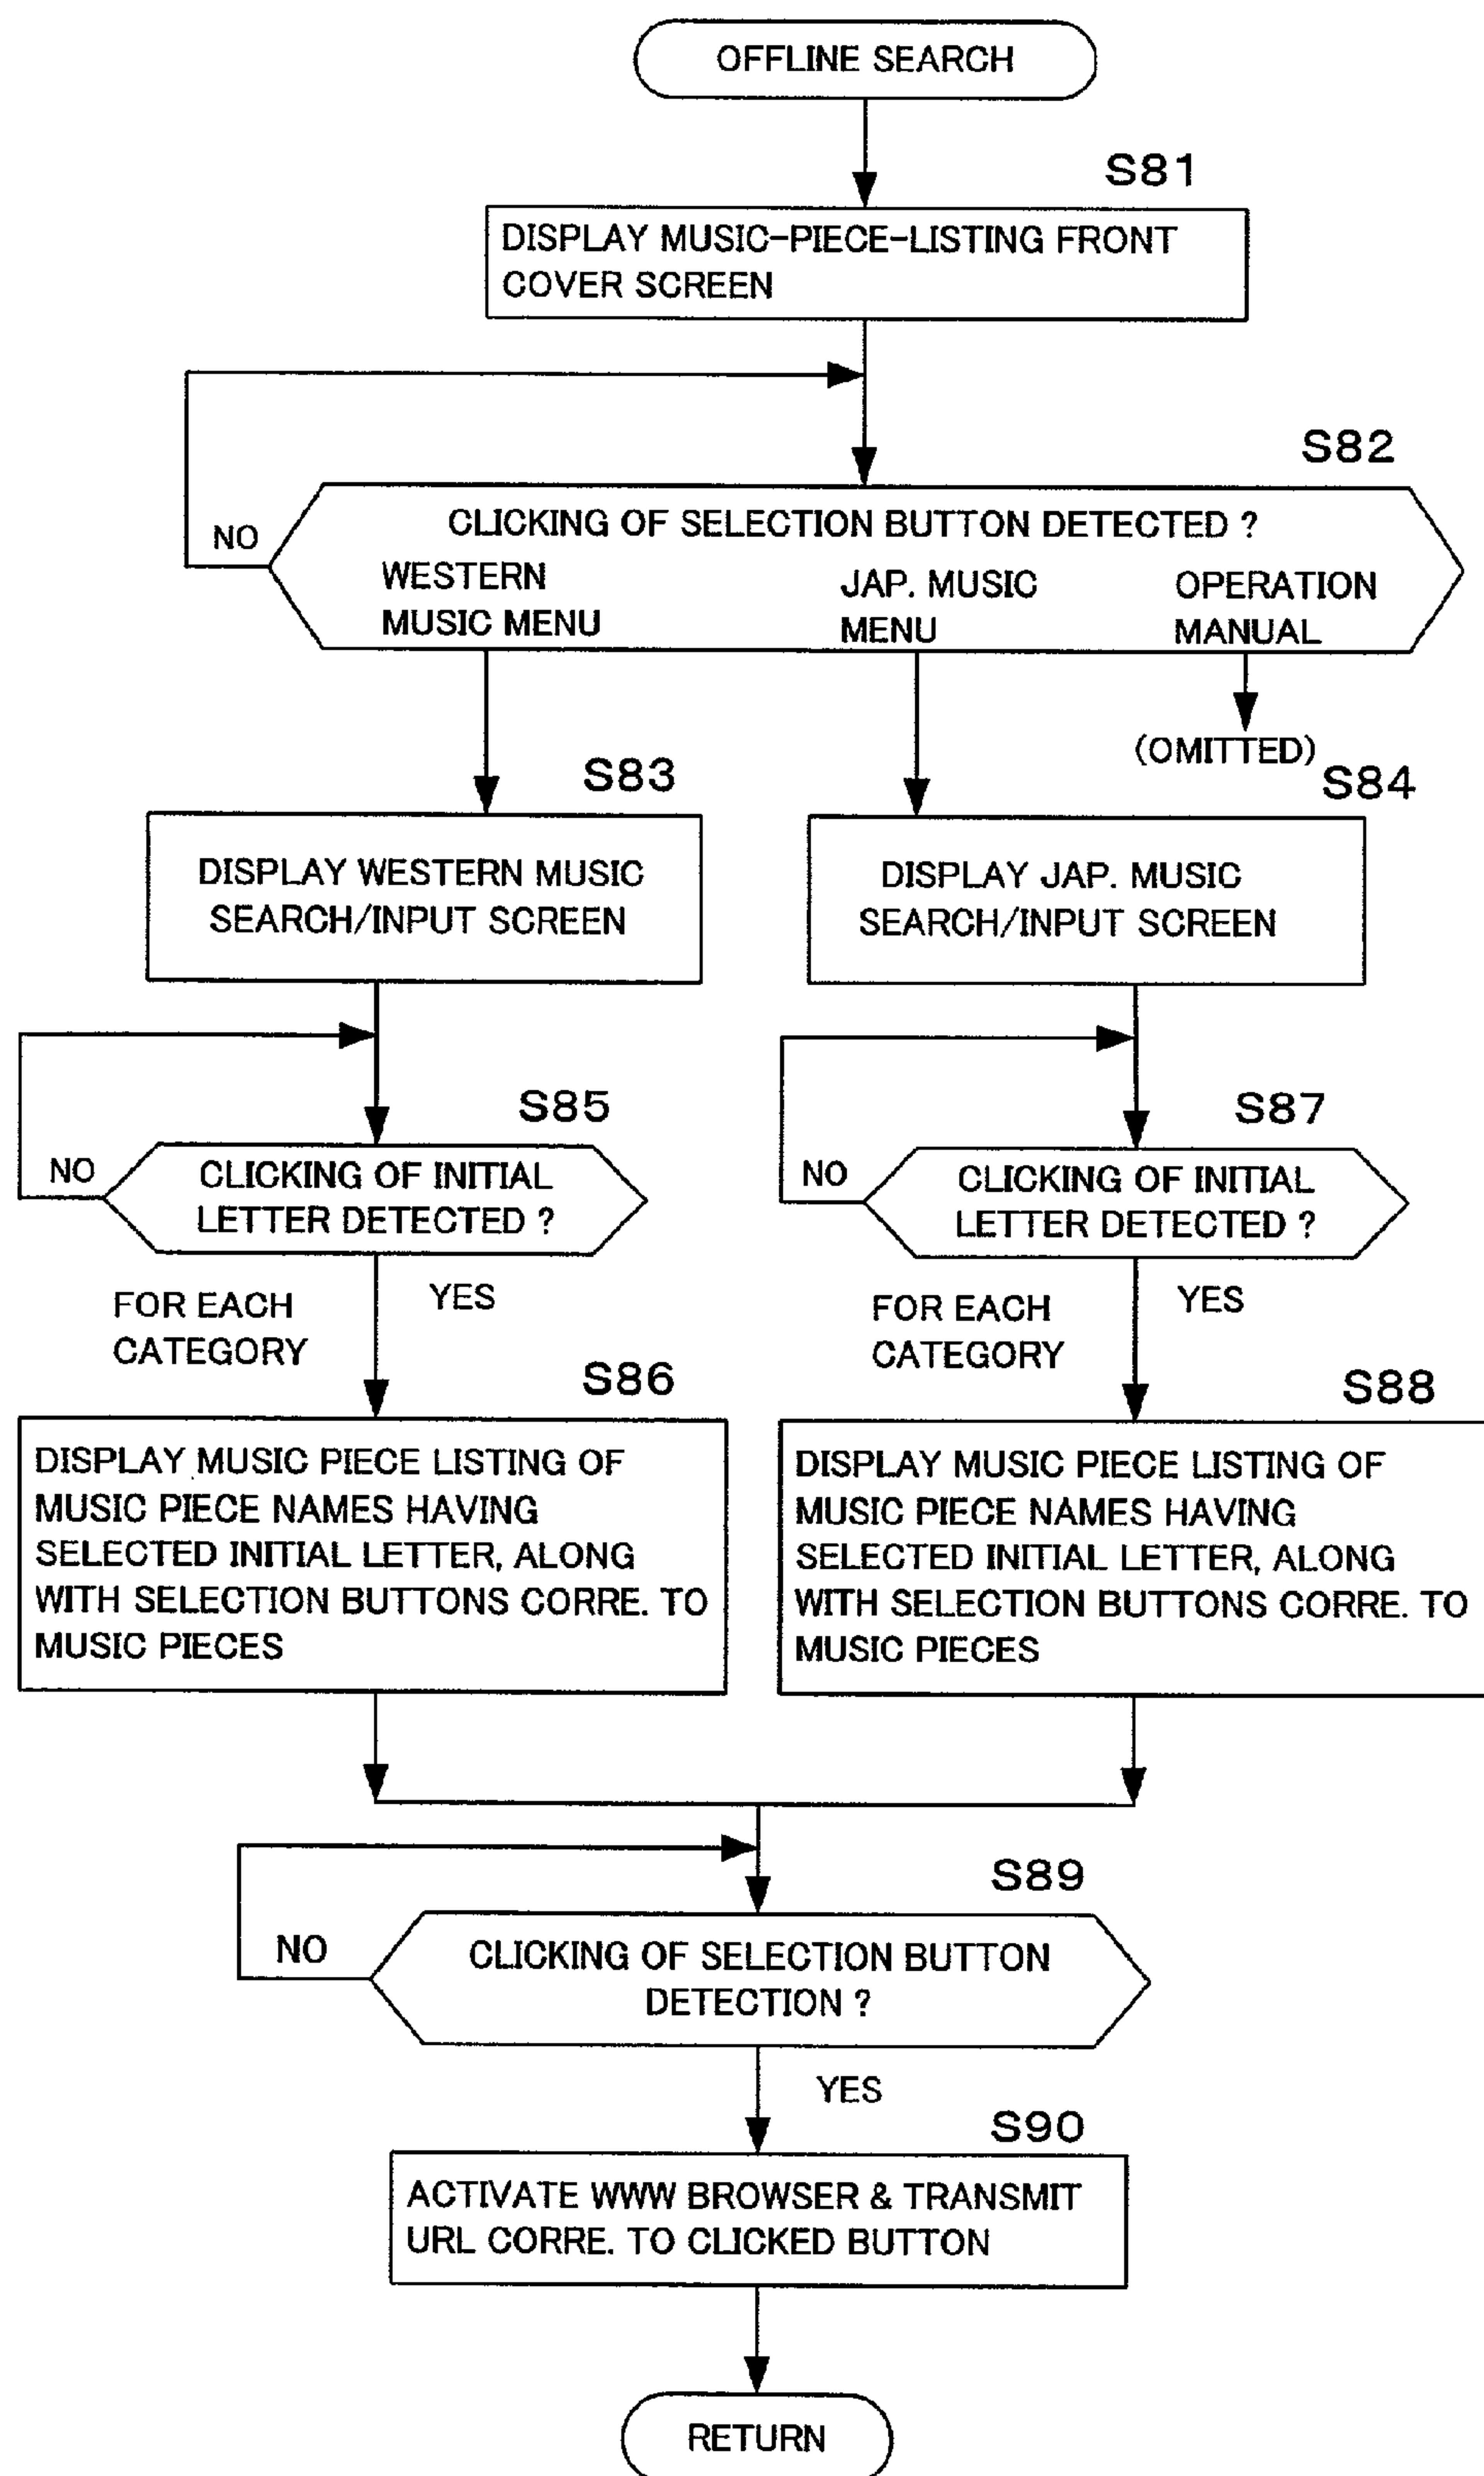 OFFLINE SEARCH
S81
DISPLAY MUSIC-PIECE-LISTING FRONT
COVER SCREEN
S82
CLICKING OF SELECTION BUTTON DETECTED ?
NO
WESTERN
MUSIC MENU
JAP. MUSIC
MENU
OPERATION
MANUAL
(OMITTED)
S83
DISPLAY WESTERN MUSIC
SEARCH/INPUT SCREEN
S84
DISPLAY JAP. MUSIC
SEARCH/INPUT SCREEN
S85
NO
CLICKING OF INITIAL
LETTER DETECTED ?
FOR EACH
CATEGORY
YES
S87
NO
CLICKING OF INITIAL
LETTER DETECTED ?
FOR EACH
CATEGORY
YES
S86
DISPLAY MUSIC PIECE LISTING OF
MUSIC PIECE NAMES HAVING
SELECTED INITIAL LETTER, ALONG
WITH SELECTION BUTTONS CORRE. TO
MUSIC PIECES
S88
DISPLAY MUSIC PIECE LISTING OF
MUSIC PIECE NAMES HAVING
SELECTED INITIAL LETTER, ALONG
WITH SELECTION BUTTONS CORRE. TO
MUSIC PIECES
S89
NO
CLICKING OF SELECTION BUTTON
DETECTION ?
YES
S90
ACTIVATE WWW BROWSER & TRANSMIT
URL CORRE. TO CLICKED BUTTON
RETURN